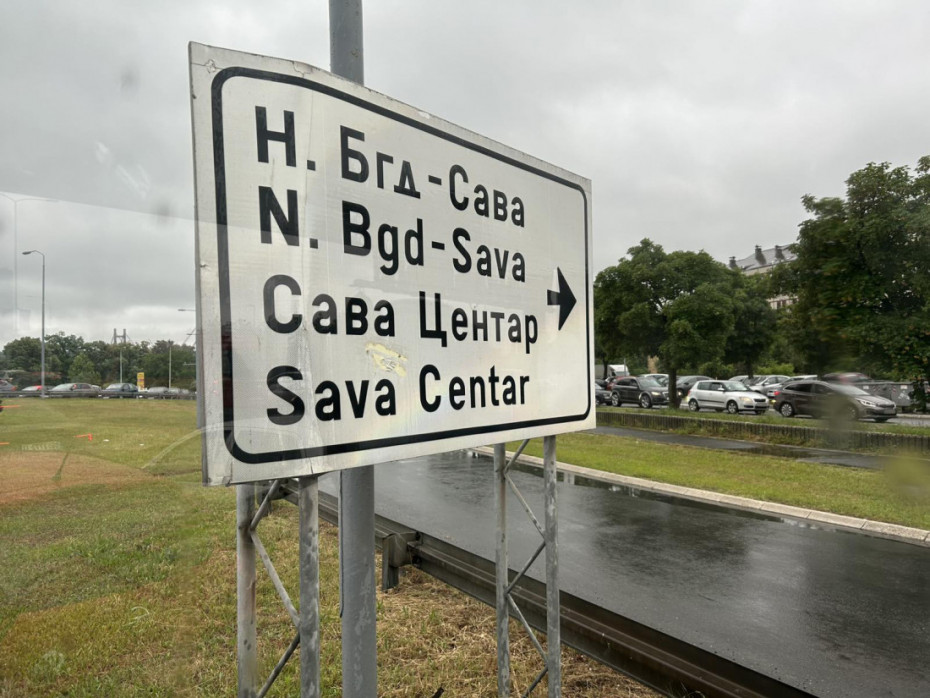 Н. Бгд-Сава
N. Bgd-Sava
Сава Центар
Sava Centar